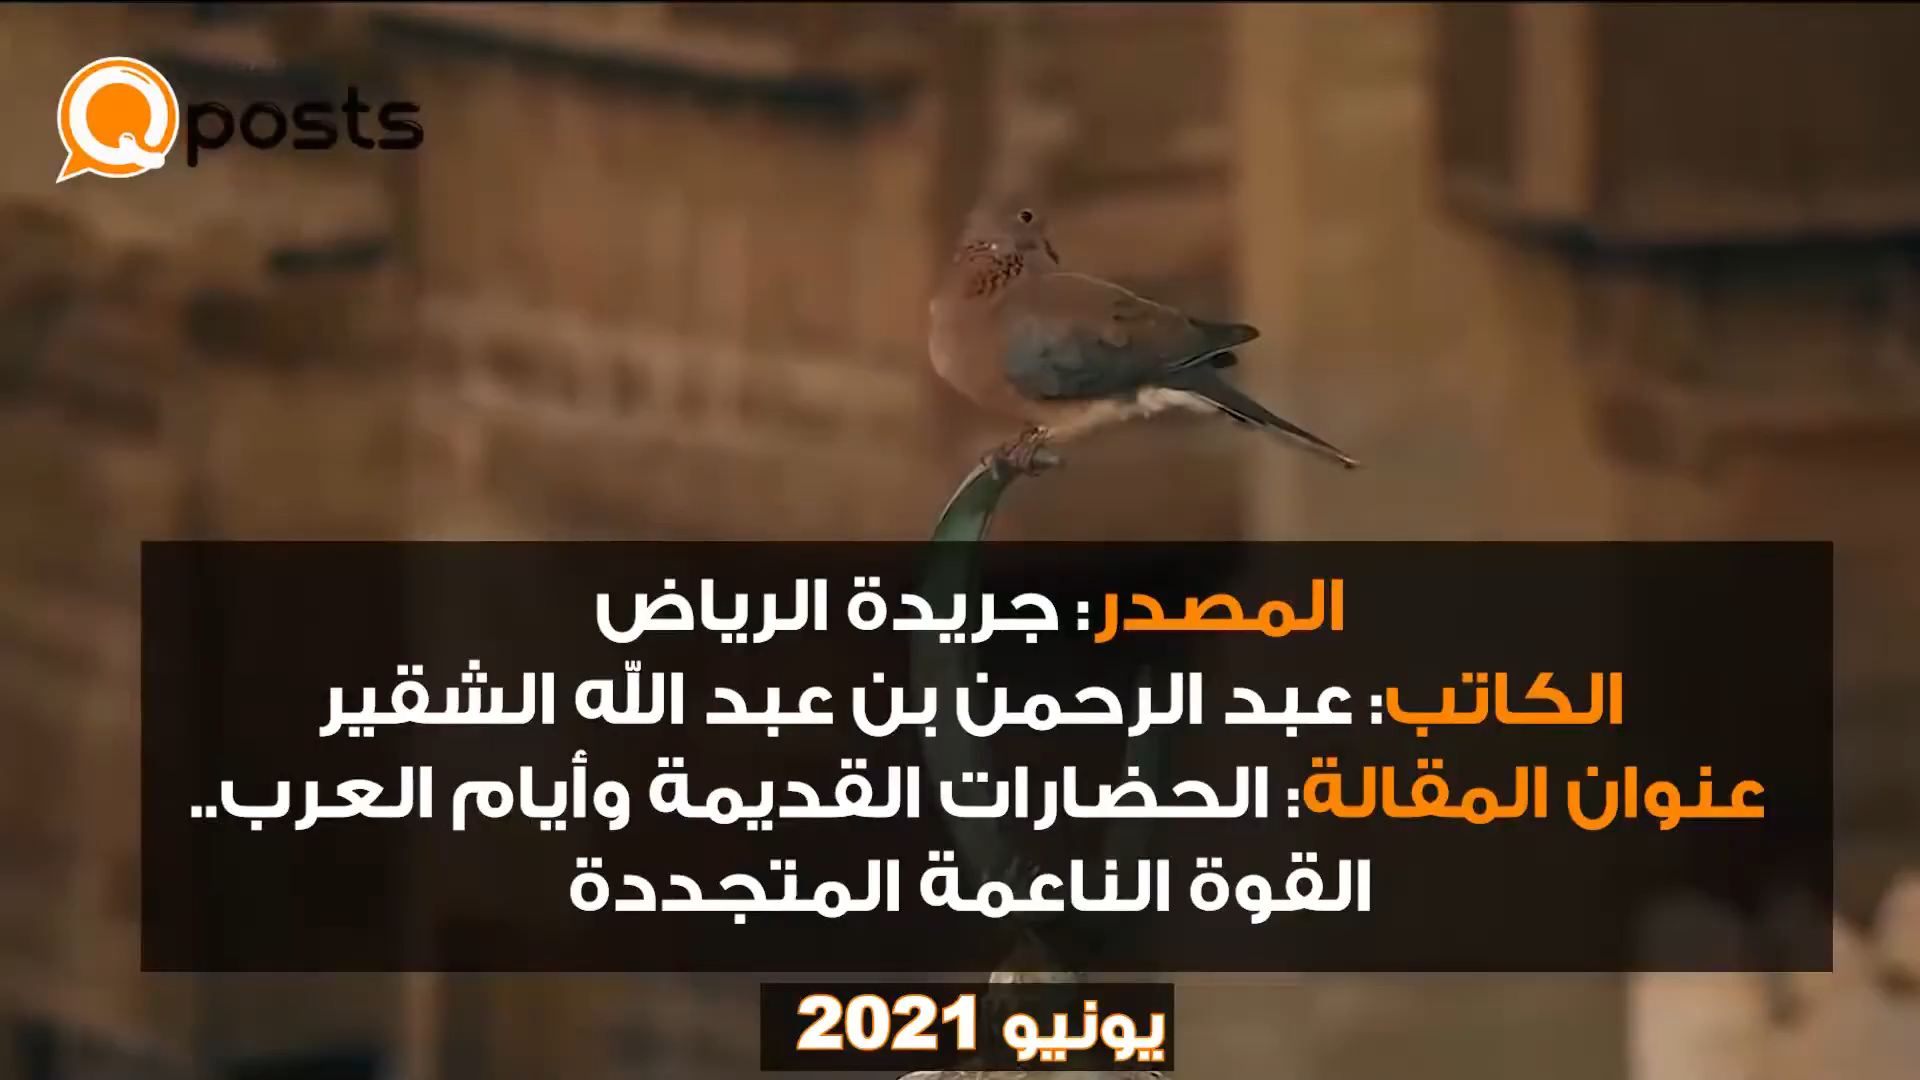 Qposts
المصدر: جريدة الرياض
الكاتب: عبد الرحمن بن عبد الله الشقير
عنوان المقالة: الحضارات القديمة وأيام العرب..
القوة الناعمة المتجددة
يونيو 2021